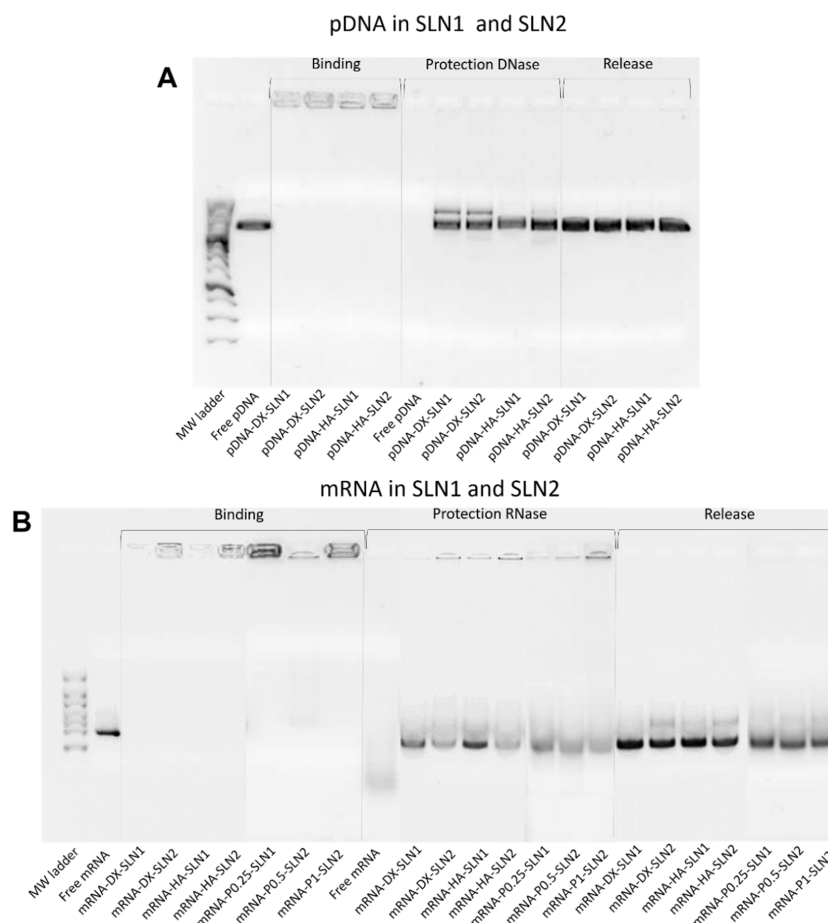 pDNA in SLN1 and SLN2
A
Binding
Protection DNase
Release
MW ladder
Free pDNA
pDNA-DX-SLN1
pDNA-DX-SLN2
pDNA-HA-SLN1
pDNA-HA-SLN2
Free pDNA
pDNA-DX-SLN1
pDNA-DX-SLN2
pDNA-HA-SLN1
pDNA-HA-SLN2
pDNA-DX-SLN1
pDNA-DX-SLN2
pDNA-HA-SLN1
pDNA-HA-SLN2
mRNA in SLN1 and SLN2
B
Binding
Protection RNase
Release
MW ladder
Free mRNA
mRNA-DX-SLN1
mRNA-DX-SLN2
mRNA-HA-SLN1
mRNA-HA-SLN2
mRNA-P0.25-SLN1
mRNA-P0.5-SLN2
mRNA-P1-SLN2
Free mRNA
mRNA-DX-SLN1
mRNA-DX-SLN2
mRNA-HA-SLN1
mRNA-HA-SLN2
mRNA-P0.25-SLN1
mRNA-P0.5-SLN2
mRNA-P1-SLN2
mRNA-DX-SLN1
mRNA-DX-SLN2
mRNA-HA-SLN1
mRNA-HA-SLN2
mRNA-P0.25-SLN1
mRNA-P0.5-SLN2
mRNA-P1-SLN2